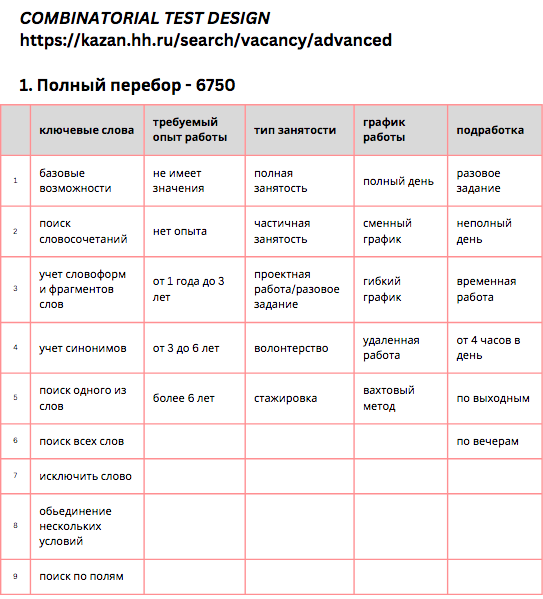 COMBINATORIAL TEST DESIGN
https://kazan.hh.ru/search/vacancy/advanced
1. Полный перебор - 6750
ключевые слова
требуемый
опыт работы
тип занятости
график
работы
подработка
1
базовые
возможности
не имеет
значения
полная
занятость
полный день
разовое
задание
2
поиск
словосочетаний
нет опыта
частичная
занятость
сменный
график
неполный
день
3
учет словоформ
и фрагментов
слов
от 1 года до 3
лет
проектная
работа/разовое
задание
гибкий
график
временная
работа
4
учет синонимов
от 3 до 6 лет
волонтерство
удаленная
работа
от 4 часов в
день
5
поиск одного из
слов
более 6 лет
стажировка
вахтовый
метод
по выходным
6
поиск всех слов
по вечерам
7
исключить слово
8
обьединение
нескольких
условий
9
поиск по полям